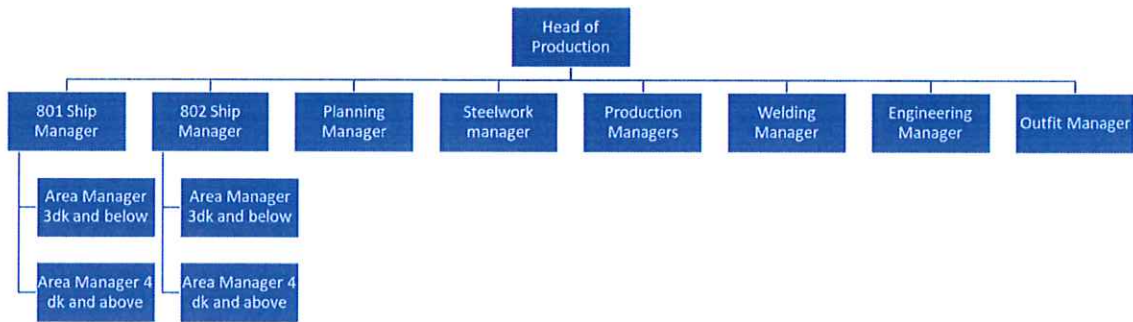 Head of
Production
801 Ship
Manager
802 Ship
Manager
Planning
Manager
Steelwork
manager
Production
Managers
Welding
Manager
Engineering
Manager
Outfit Manager
Area Manager
3dk and below
Area Manager
3dk and below
Area Manager 4
dk and above
Area Manager 4
dk and above